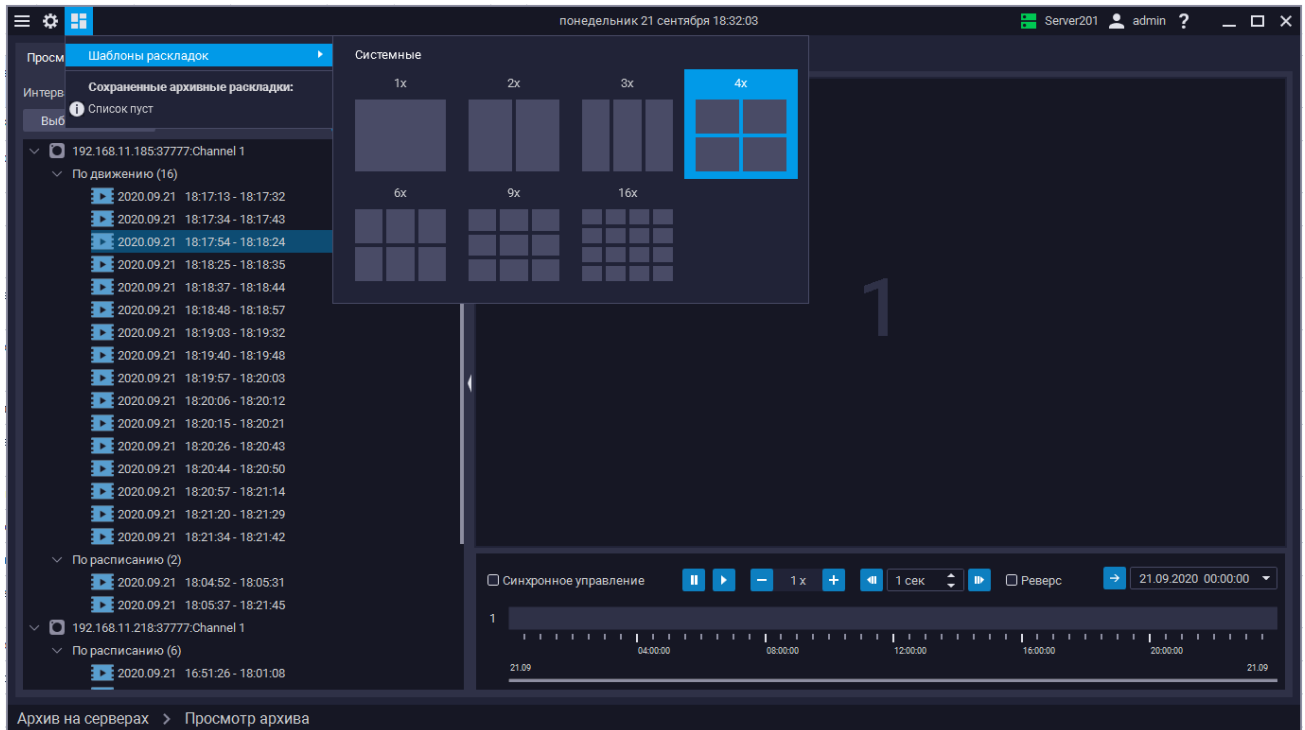 понедельник 21 сентября 18:32:03
Server201 admin ?
Просм
Шаблоны раскладок
Сохраненные архивные раскладки:
Список пуст
Системные
1x 2x 3x 4x
6x 9x 16x
Интерв
Выб
192.168.11.185:37777:Channel 1
По движению (16)
2020.09.21 18:17:13 - 18:17:32
2020.09.21 18:17:34 - 18:17:43
2020.09.21 18:17:54 - 18:18:24
2020.09.21 18:18:25 - 18:18:35
2020.09.21 18:18:37 - 18:18:44
2020.09.21 18:18:48 - 18:18:57
2020.09.21 18:19:03 - 18:19:32
2020.09.21 18:19:40 - 18:19:48
2020.09.21 18:19:57 - 18:20:03
2020.09.21 18:20:06 - 18:20:12
2020.09.21 18:20:15 - 18:20:21
2020.09.21 18:20:26 - 18:20:43
2020.09.21 18:20:44 - 18:20:50
2020.09.21 18:20:57 - 18:21:14
2020.09.21 18:21:20 - 18:21:29
2020.09.21 18:21:34 - 18:21:42
По расписанию (2)
2020.09.21 18:04:52 - 18:05:31
2020.09.21 18:05:37 - 18:21:45
192.168.11.218:37777:Channel 1
По расписанию (6)
2020.09.21 16:51:26 - 18:01:08
1
Синхронное управление 1 x 1 сек Реверс 21.09.2020 00:00:00
1
04:00:00 08:00:00 12:00:00 16:00:00 20:00:00
21.09 21.09
Архив на серверах > Просмотр архива